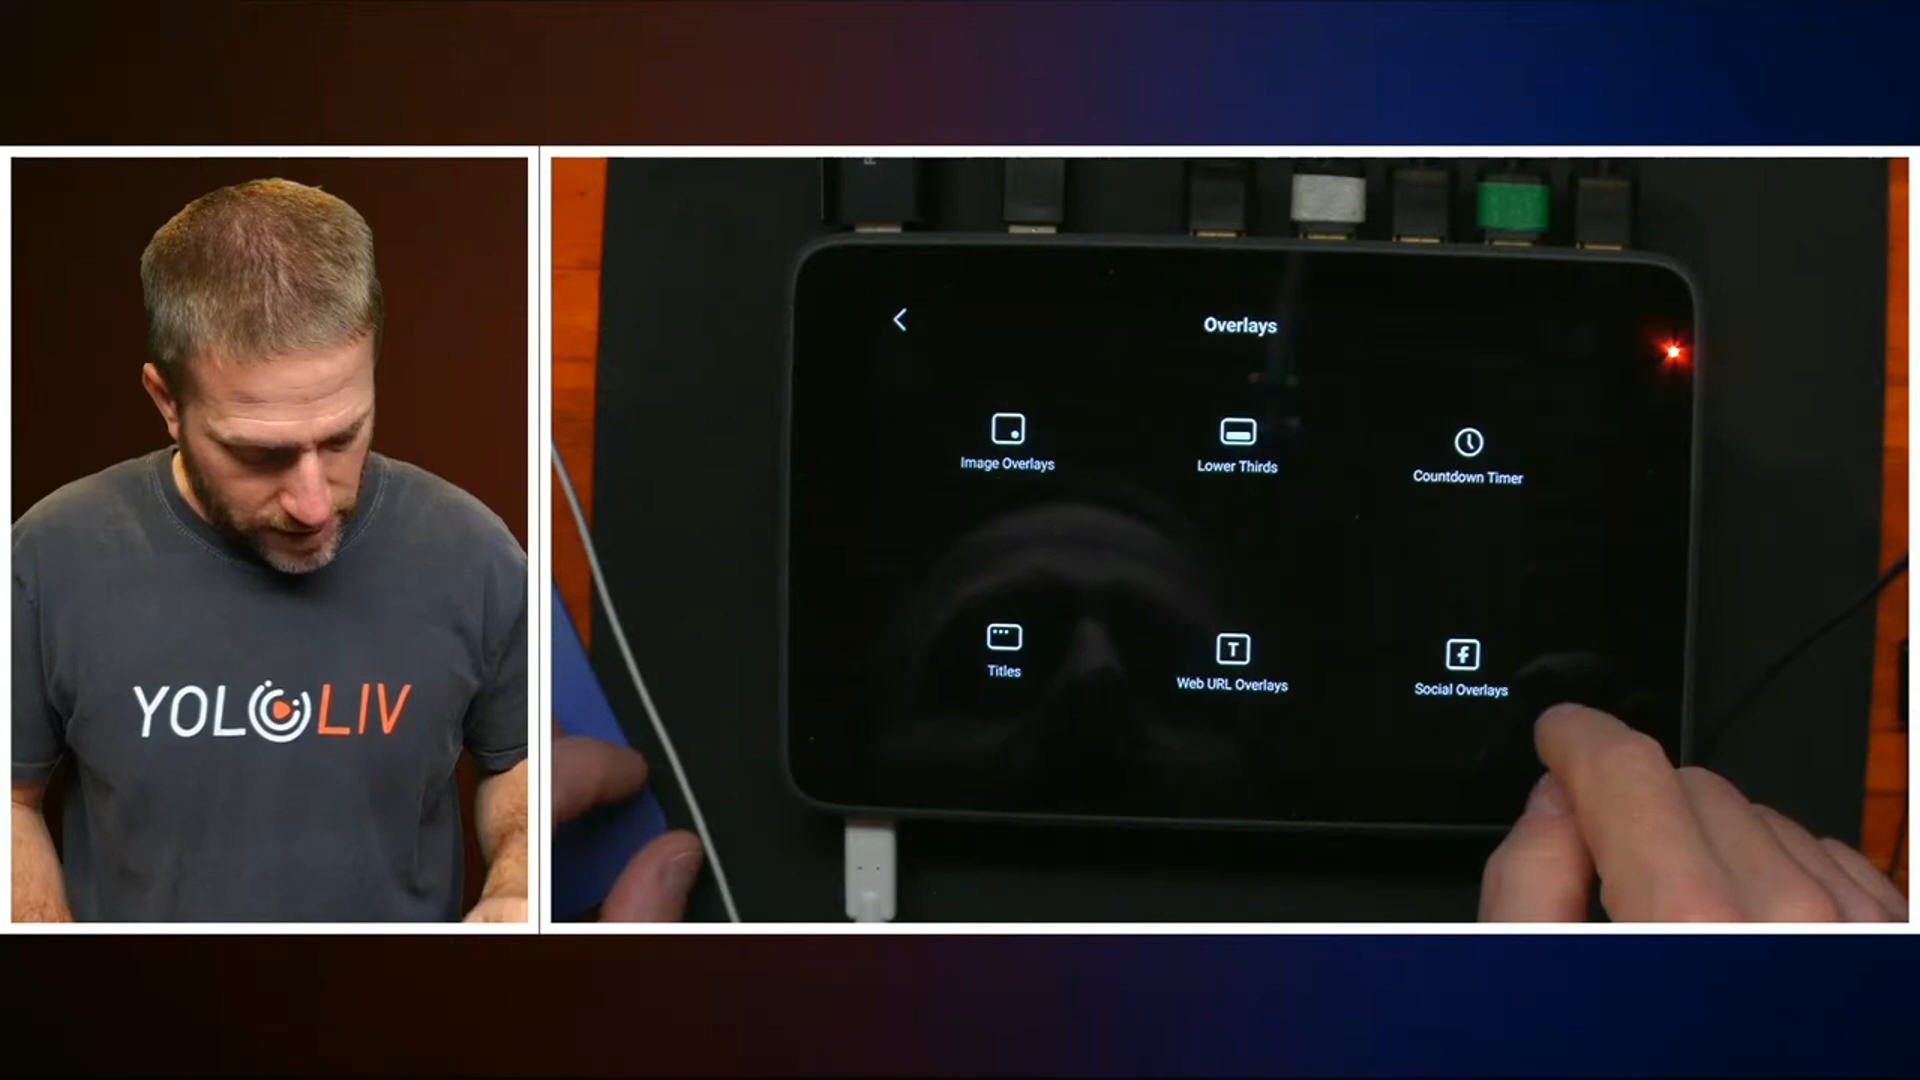 YOLOLIV
Overlays
Image Overlays
Lower Thirds
Countdown Timer
Titles
Web URL Overlays
Social Overlays